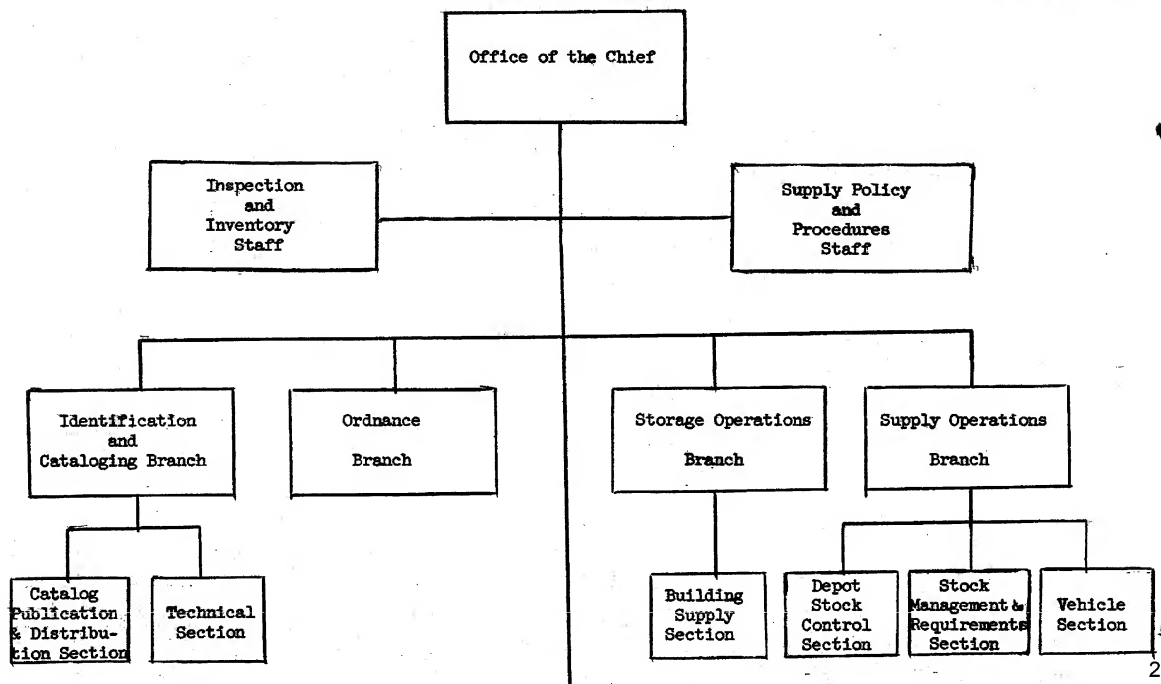 Office of the Chief
Inspection
and
Inventory
Staff
Supply Policy
and
Procedures
Staff
Identification
and
Cataloging Branch
Ordnance
Branch
Storage Operations
Branch
Supply Operations
Branch
Catalog
Publication
& Distribu-
tion Section
Technical
Section
Building
Supply
Section
Depot
Stock
Control
Section
Stock
Management &
Requirements
Section
Vehicle
Section
2